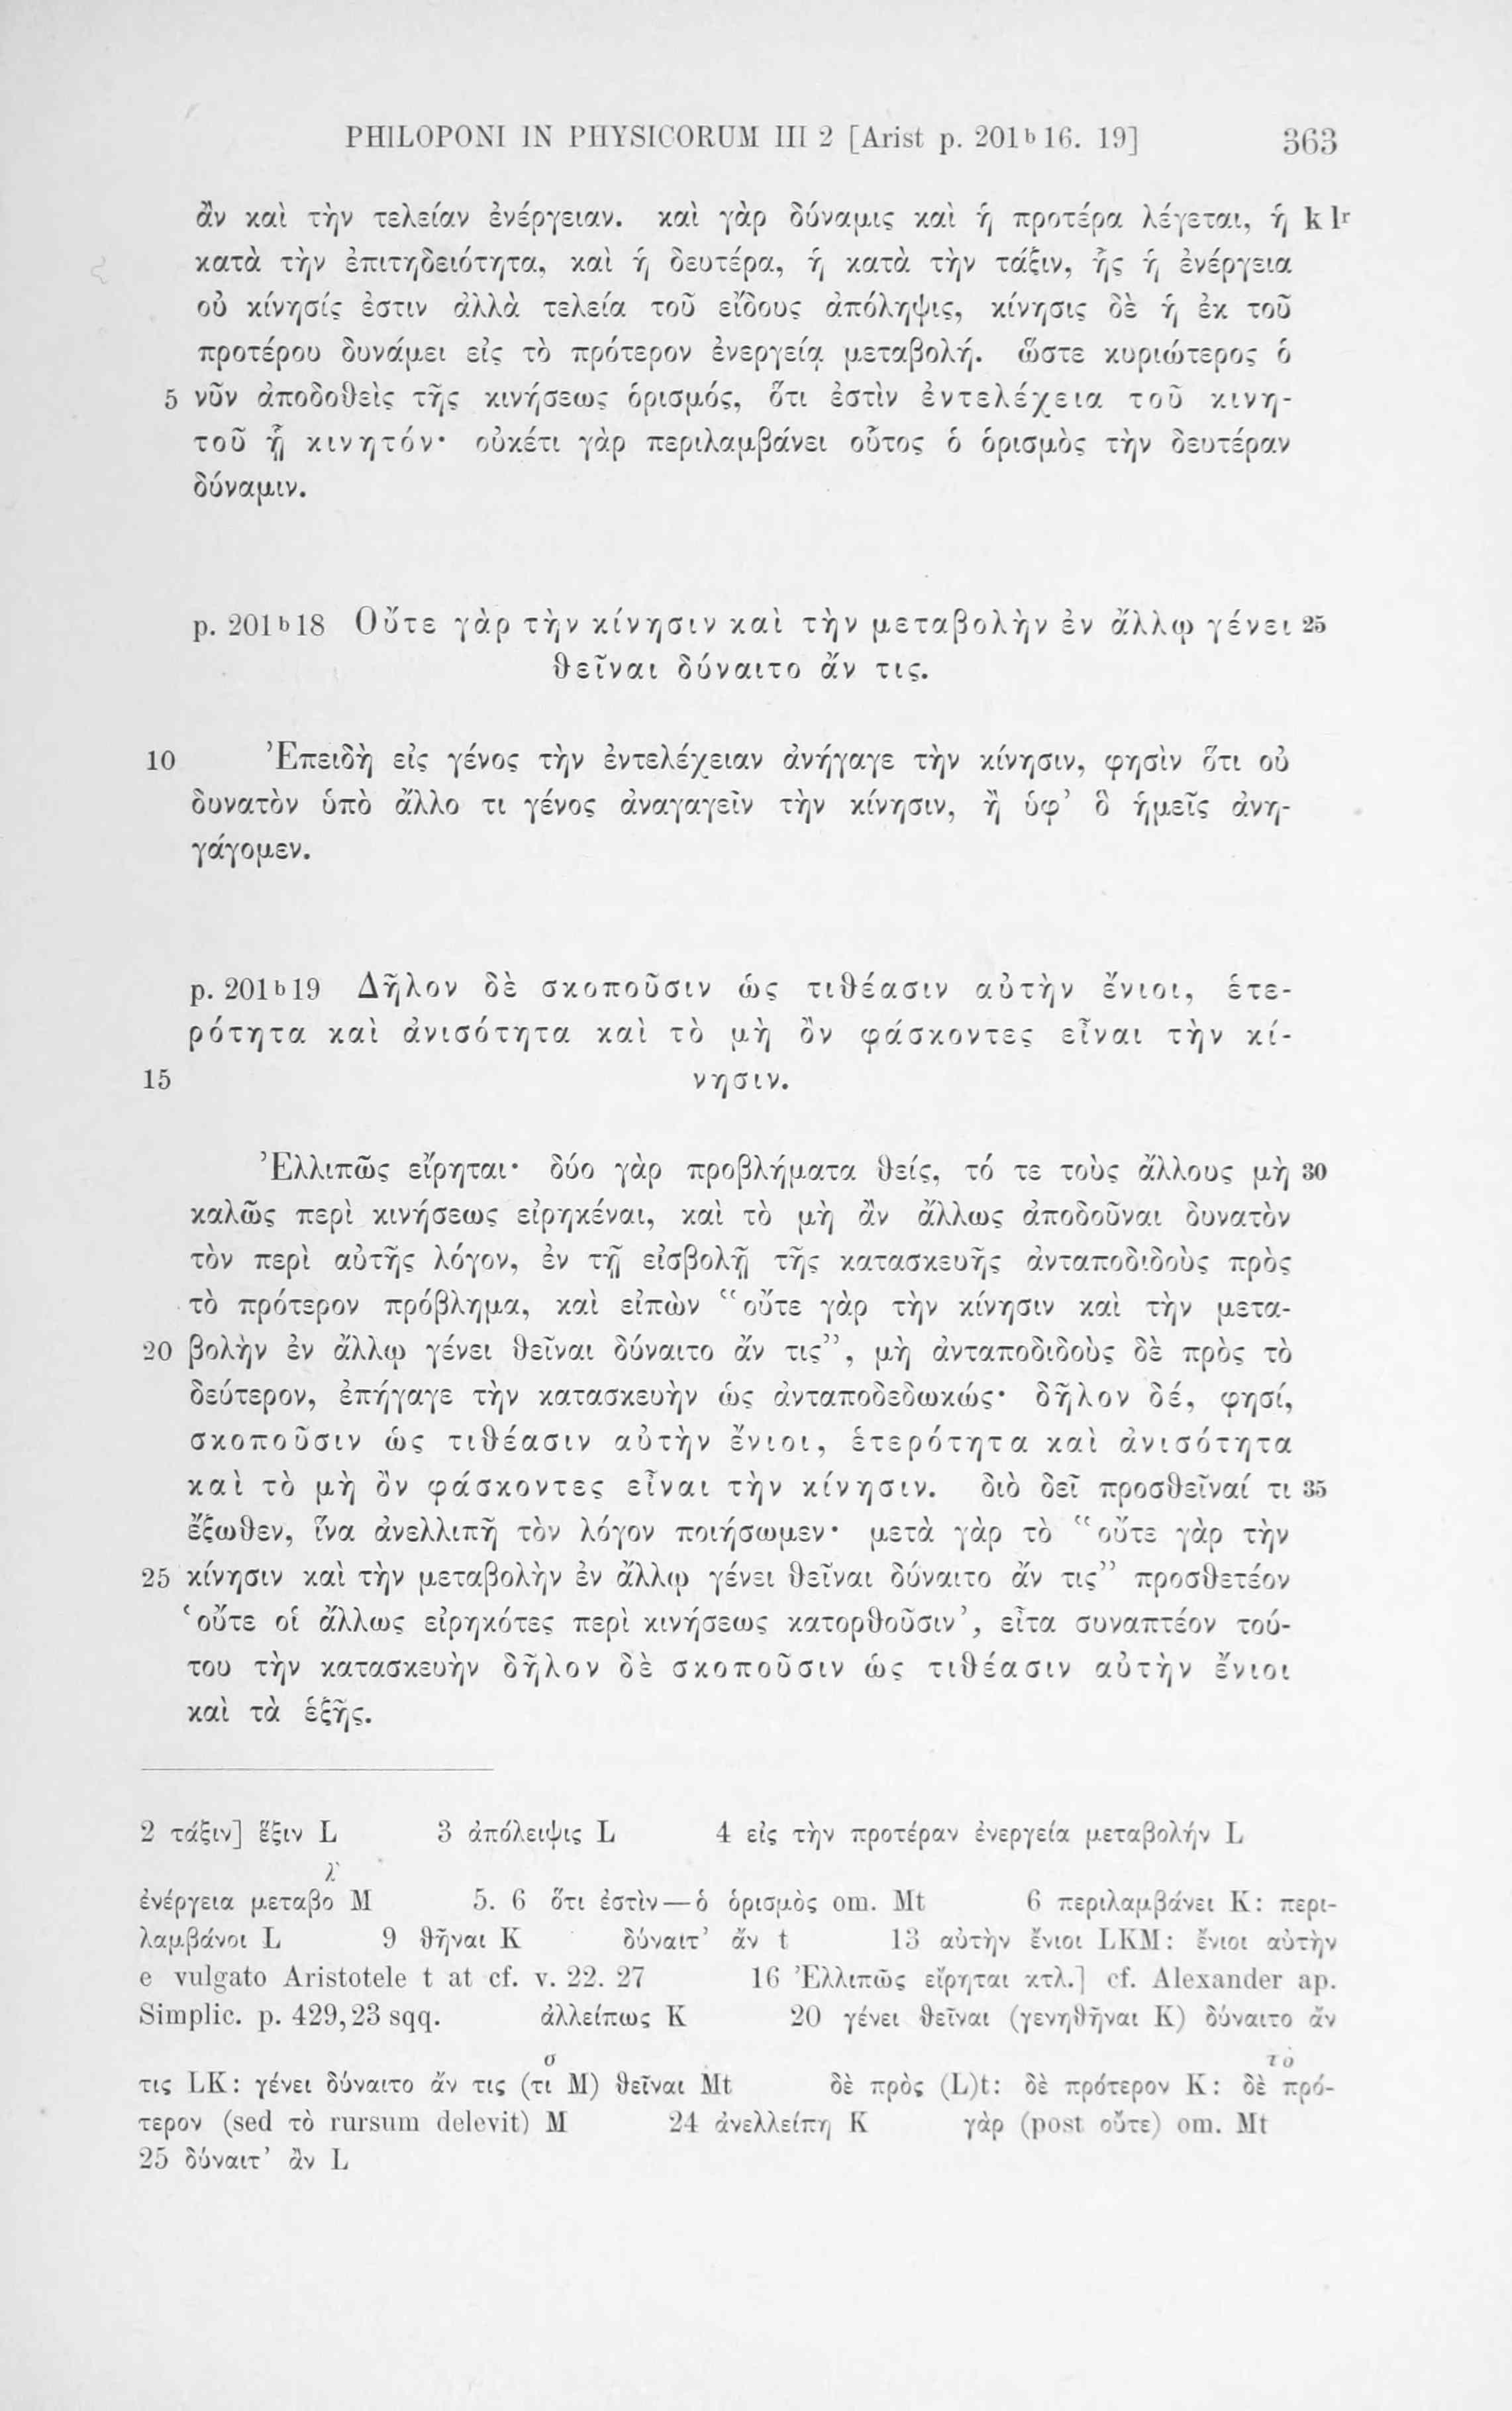 PHILOPONI IN PHYSICORUM III 2 [Arist p. 201ᵇ16. 19] 363
ἂν καὶ τὴν τελείαν ἐνέργειαν. καὶ γὰρ δύναμις καὶ ἡ προτέρα λέγεται, ἡ k lʳ
κατὰ τὴν ἐπιτηδειότητα, καὶ ἡ δευτέρα, ἡ κατὰ τὴν τάξιν, ἧς ἡ ἐνέργεια
οὐ κίνησίς ἐστιν ἀλλὰ τελεία τοῦ εἴδους ἀπόληψις, κίνησις δὲ ἡ ἐκ τοῦ
προτέρου δυνάμει εἰς τὸ πρότερον ἐνεργείᾳ μεταβολή. ὥστε κυριώτερος ὁ
5 νῦν ἀποδοθεὶς τῆς κινήσεως ὁρισμός, ὅτι ἐστὶν ἐντελέχεια τοῦ κινη-
τοῦ ᾗ κινητόν· οὐκέτι γὰρ περιλαμβάνει οὗτος ὁ ὁρισμὸς τὴν δευτέραν
δύναμιν.
p. 201ᵇ18 Οὔτε γὰρ τὴν κίνησιν καὶ τὴν μεταβολὴν ἐν ἄλλῳ γένει 25
θεῖναι δύναιτο ἄν τις.
10 Ἐπειδὴ εἰς γένος τὴν ἐντελέχειαν ἀνήγαγε τὴν κίνησιν, φησὶν ὅτι οὐ
δυνατὸν ὑπὸ ἄλλο τι γένος ἀναγαγεῖν τὴν κίνησιν, ἢ ὑφ’ ὃ ἡμεῖς ἀνη-
γάγομεν.
p. 201ᵇ19 Δῆλον δὲ σκοποῦσιν ὡς τιθέασιν αὐτὴν ἔνιοι, ἑτε-
ρότητα καὶ ἀνισότητα καὶ τὸ μὴ ὂν φάσκοντες εἶναι τὴν κί-
15 νησιν.
Ἐλλιπῶς εἴρηται· δύο γὰρ προβλήματα θείς, τό τε τοὺς ἄλλους μὴ 30
καλῶς περὶ κινήσεως εἰρηκέναι, καὶ τὸ μὴ ἂν ἄλλως ἀποδοῦναι δυνατὸν
τὸν περὶ αὐτῆς λόγον, ἐν τῇ εἰσβολῇ τῆς κατασκευῆς ἀνταποδιδοὺς πρὸς
τὸ πρότερον πρόβλημα, καὶ εἰπὼν “οὔτε γὰρ τὴν κίνησιν καὶ τὴν μετα-
20 βολὴν ἐν ἄλλῳ γένει θεῖναι δύναιτο ἄν τις”, μὴ ἀνταποδιδοὺς δὲ πρὸς τὸ
δεύτερον, ἐπήγαγε τὴν κατασκευὴν ὡς ἀνταποδεδωκώς· δῆλον δέ, φησί,
σκοποῦσιν ὡς τιθέασιν αὐτὴν ἔνιοι, ἑτερότητα καὶ ἀνισότητα
καὶ τὸ μὴ ὂν φάσκοντες εἶναι τὴν κίνησιν. διὸ δεῖ προσθεῖναί τι 35
ἔξωθεν, ἵνα ἀνελλιπῆ τὸν λόγον ποιήσωμεν· μετὰ γὰρ τὸ “οὔτε γὰρ τὴν
25 κίνησιν καὶ τὴν μεταβολὴν ἐν ἄλλῳ γένει θεῖναι δύναιτο ἄν τις” προσθετέον
‘οὔτε οἱ ἄλλως εἰρηκότες περὶ κινήσεως κατορθοῦσιν’, εἶτα συναπτέον τού-
του τὴν κατασκευὴν δῆλον δὲ σκοποῦσιν ὡς τιθέασιν αὐτὴν ἔνιοι
καὶ τὰ ἑξῆς.
2 τάξιν] ἕξιν L 3 ἀπόλειψις L 4 εἰς τὴν προτέραν ἐνεργεία μεταβολήν L
λ
ἐνέργεια μεταβο M 5. 6 ὅτι ἐστὶν—ὁ ὁρισμὸς om. Mt 6 περιλαμβάνει K: περι-
λαμβάνοι L 9 θῆναι K δύναιτ’ ἄν t 13 αὐτὴν ἔνιοι LKM: ἔνιοι αὐτὴν
e vulgato Aristotele t at cf. v. 22. 27 16 Ἐλλιπῶς εἴρηται κτλ.] cf. Alexander ap.
Simplic. p. 429,23 sqq. ἀλλείπως K 20 γένει θεῖναι (γενηθῆναι K) δύναιτο ἄν
σ τὸ
τις LK: γένει δύναιτο ἄν τις (τι M) θεῖναι Mt δὲ πρὸς (L)t: δὲ πρότερον K: δὲ πρό-
τερον (sed τὸ rursum delevit) M 24 ἀνελλείπη K γὰρ (post οὔτε) om. Mt
25 δύναιτ’ ἂν L